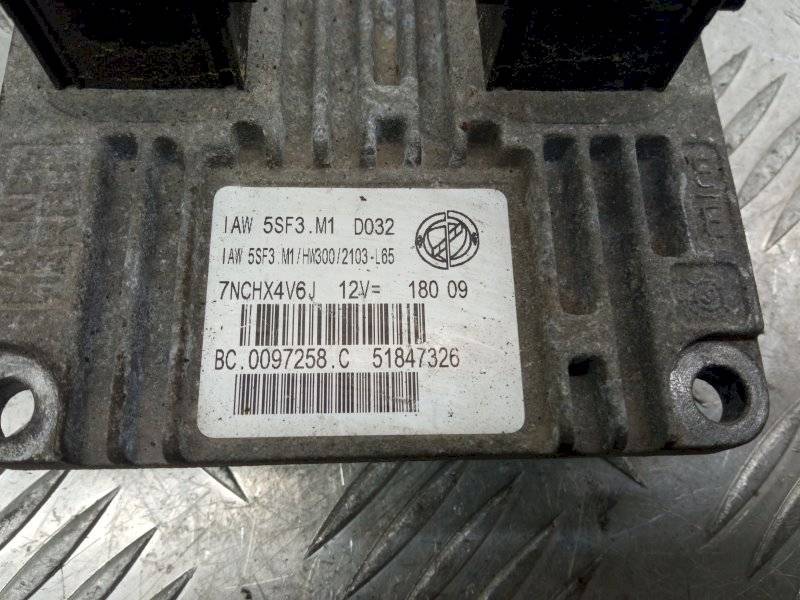 IAW 5SF3.M1 D032
IAW 5SF3.M1/HW300/2103-L65
7NCHX4V6J 12V= 180 09
BC.0097258.C 51847326